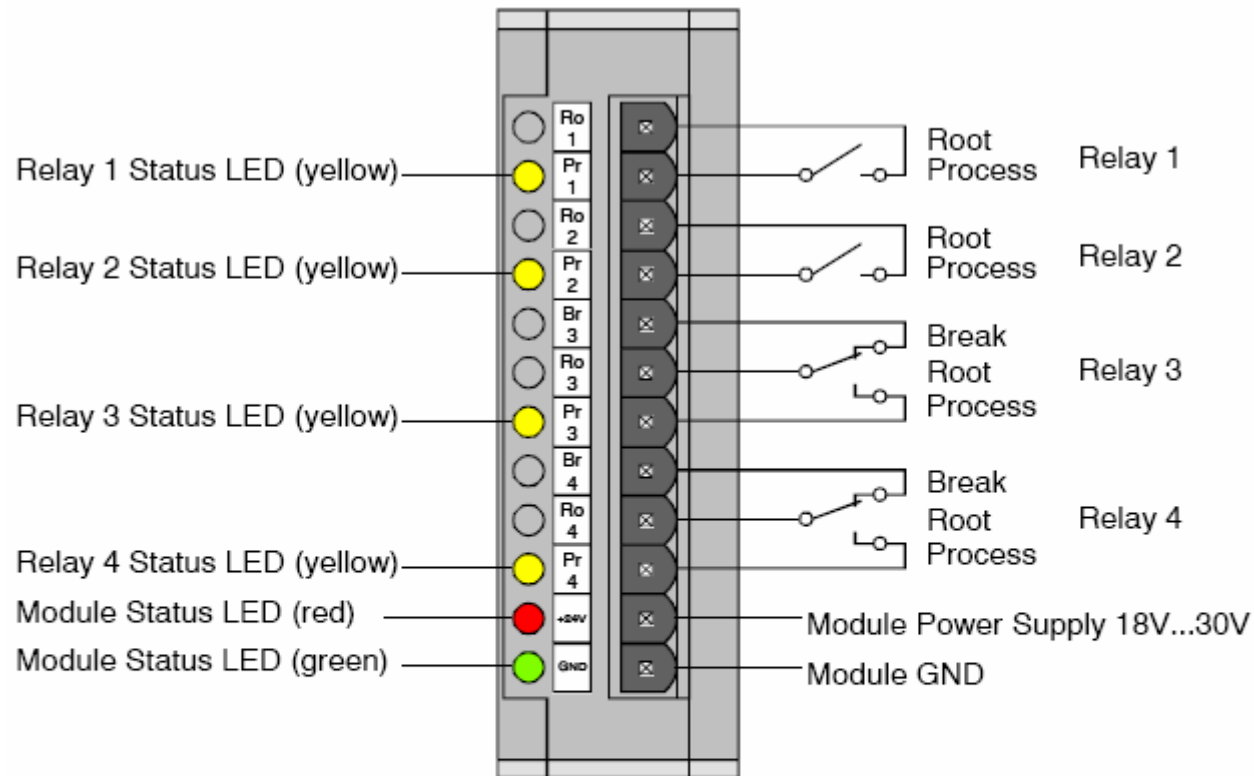 Ro
1
Root
Relay 1
Relay 1 Status LED (yellow)
Pr
1
Process
Ro
2
Root
Relay 2
Relay 2 Status LED (yellow)
Pr
2
Process
Br
3
Break
Ro
3
Root
Relay 3
Relay 3 Status LED (yellow)
Pr
3
Process
Br
4
Break
Ro
4
Root
Relay 4
Relay 4 Status LED (yellow)
Pr
4
Process
Module Status LED (red)
+24V
Module Power Supply 18V...30V
Module Status LED (green)
GND
Module GND